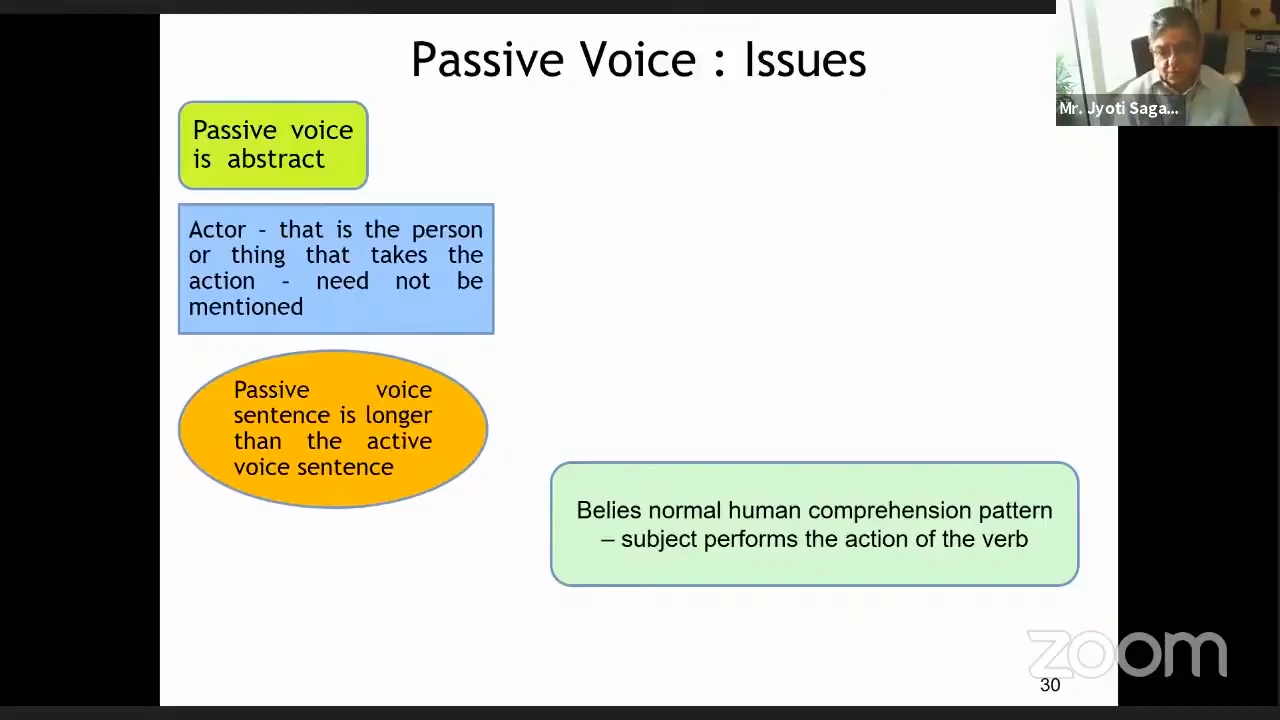 Passive Voice : Issues
Mr. Jyoti Saga...
Passive voice
is abstract
Actor – that is the person
or thing that takes the
action – need not be
mentioned
Passive voice
sentence is longer
than the active
voice sentence
Belies normal human comprehension pattern
– subject performs the action of the verb
zoom
30